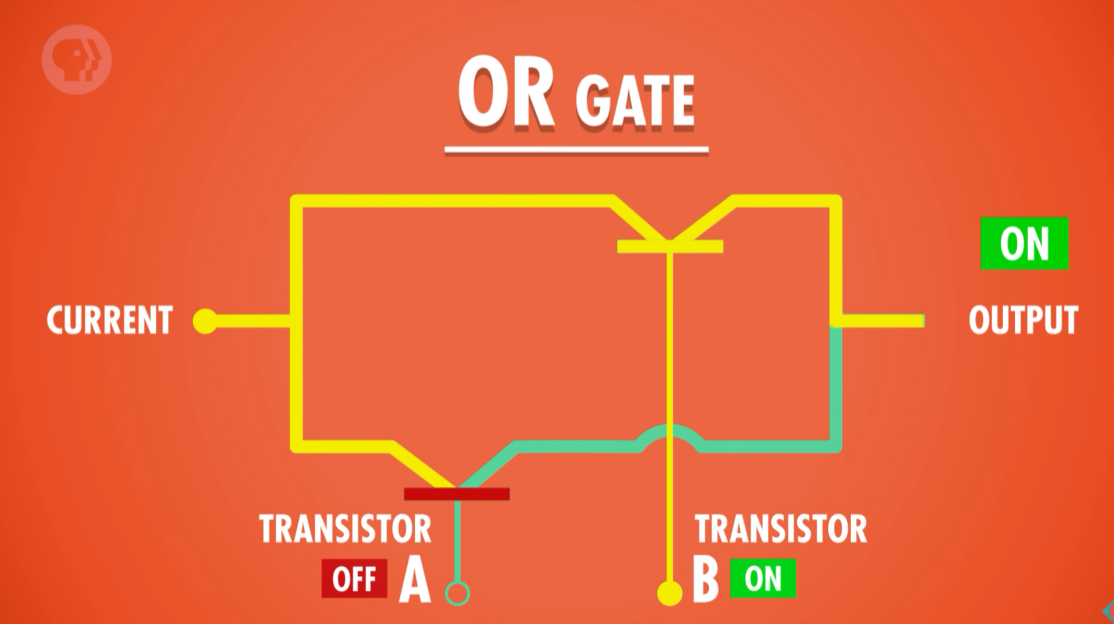 OR GATE
ON
CURRENT
OUTPUT
TRANSISTOR
OFF A
TRANSISTOR
B ON